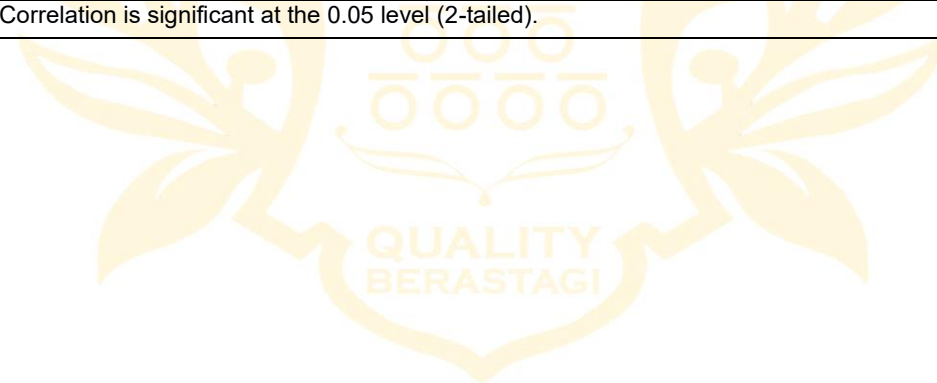 Correlation is significant at the 0.05 level (2-tailed).
QUALITY
BERASTAGI